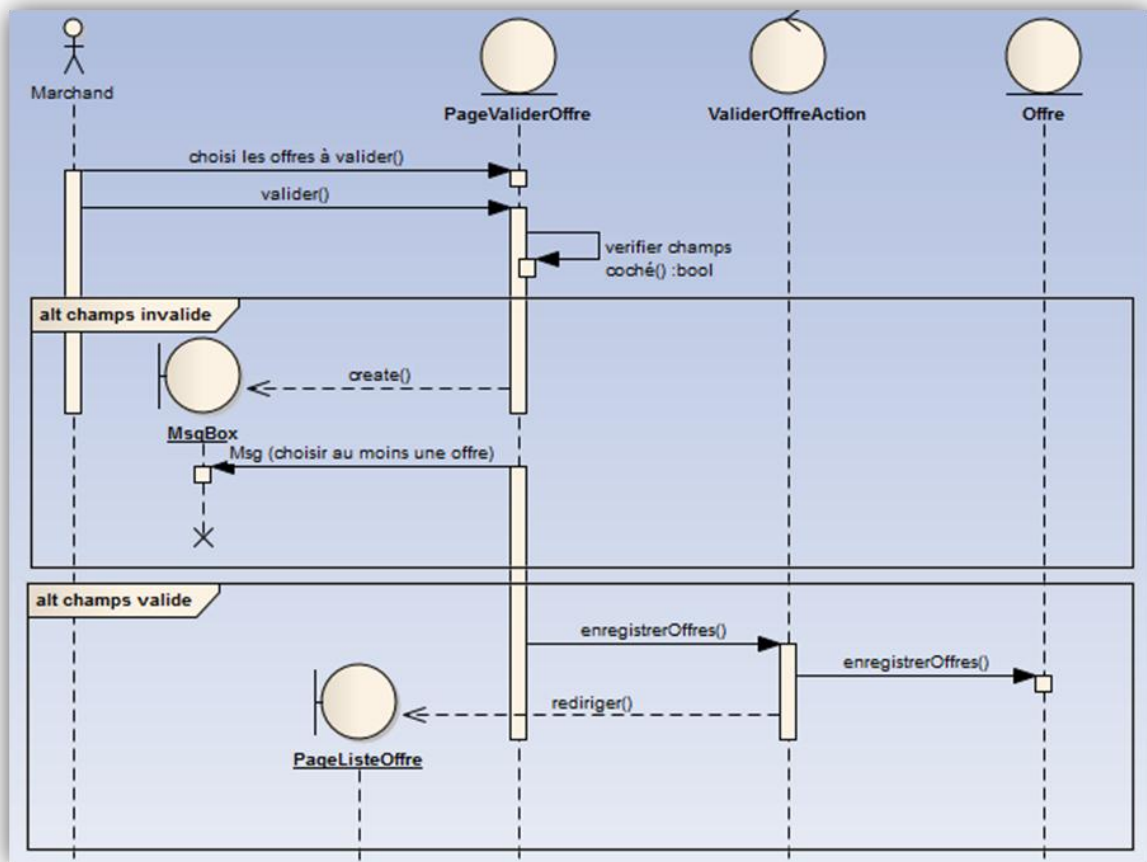 Marchand
PageValiderOffre
ValiderOffreAction
Offre
choisi les offres à valider()
valider()
verifier champs
coché() :bool
alt champs invalide
create()
MsgBox
Msg (choisir au moins une offre)
alt champs valide
enregistrerOffres()
enregistrerOffres()
rediriger()
PageListeOffre